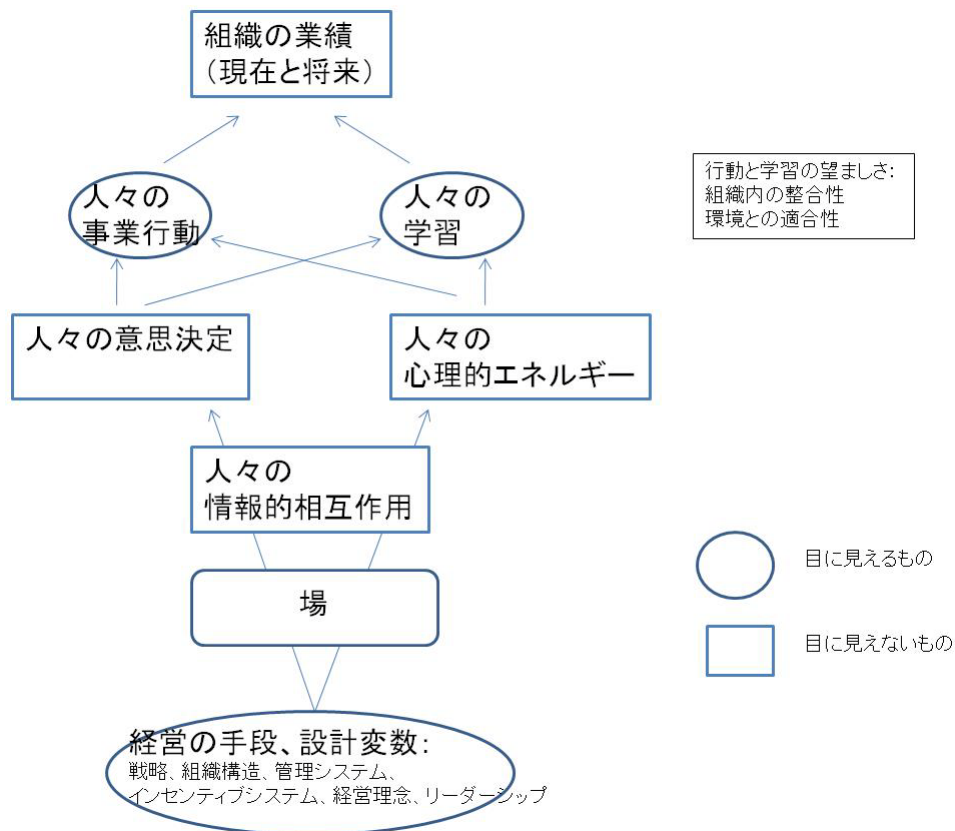 組織の業績
（現在と将来）
人々の
事業行動
人々の
学習
行動と学習の望ましさ:
組織内の整合性
環境との適合性
人々の意思決定
人々の
心理的エネルギー
人々の
情報的相互作用
場
目に見えるもの
目に見えないもの
経営の手段、設計変数:
戦略、組織構造、管理システム、
インセンティブシステム、経営理念、リーダーシップ